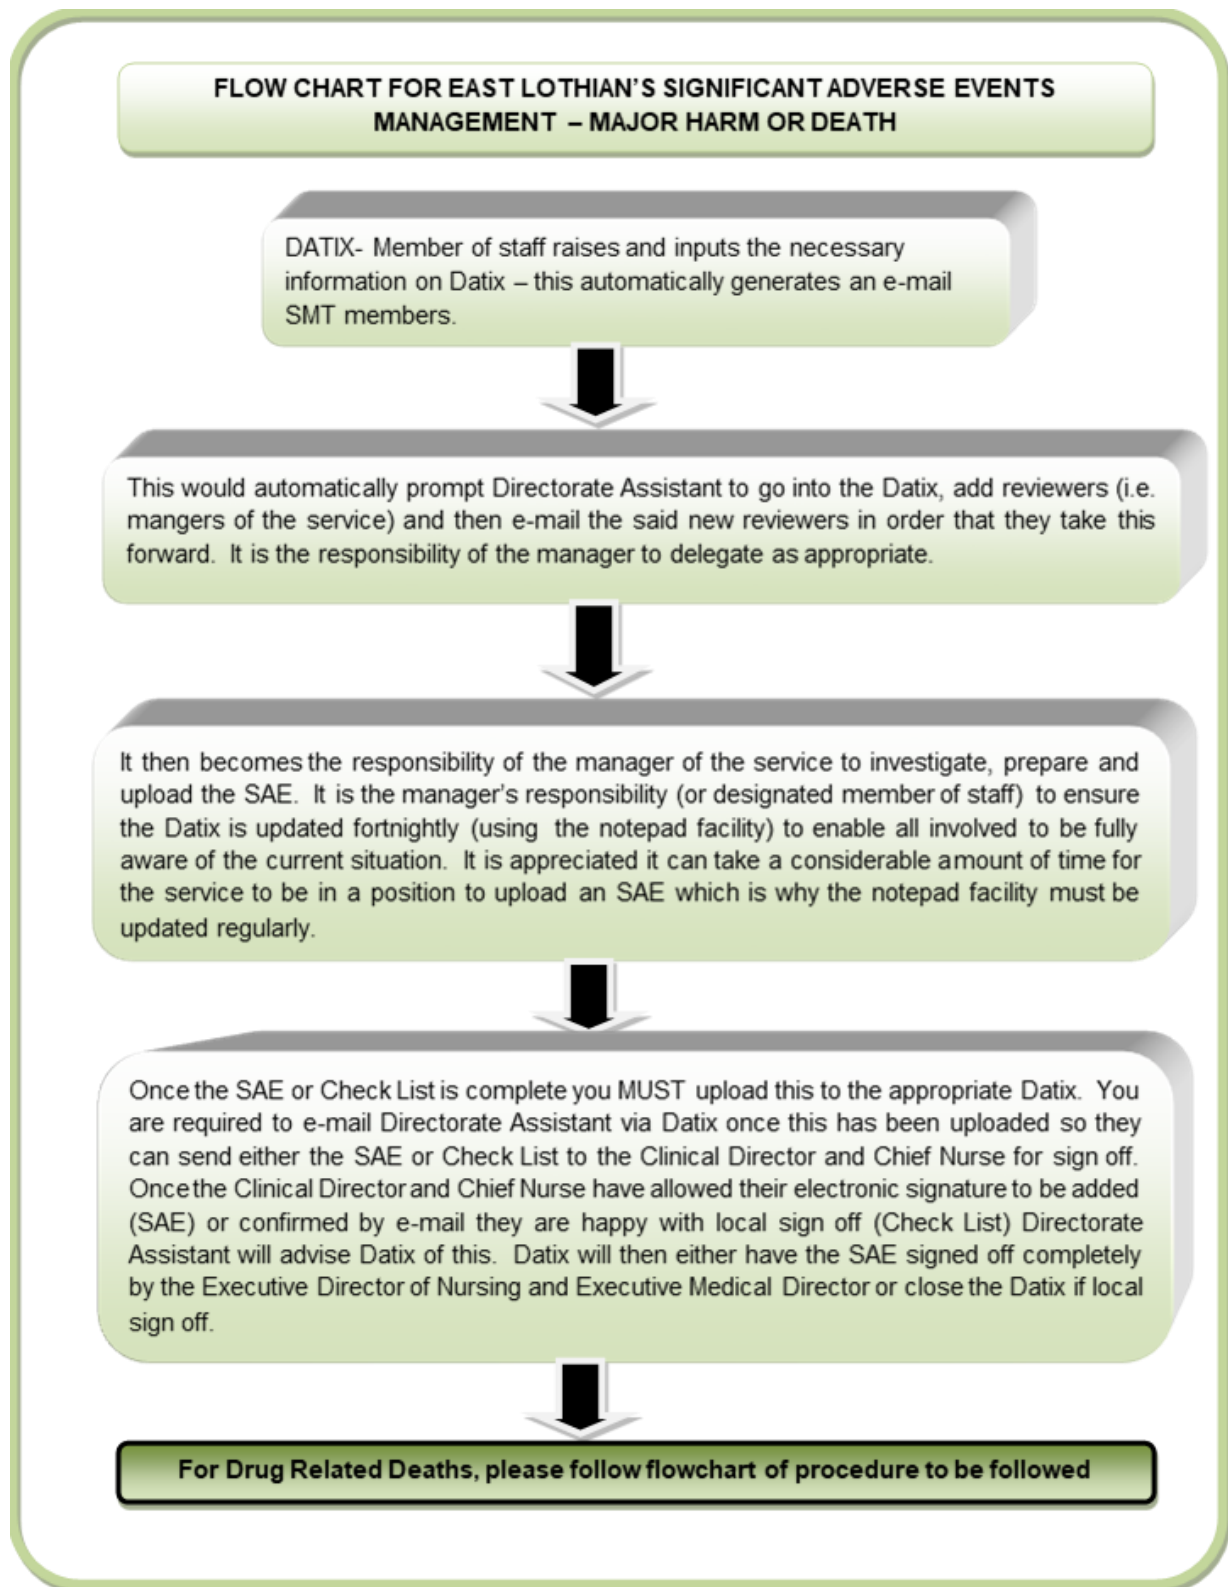 FLOW CHART FOR EAST LOTHIAN'S SIGNIFICANT ADVERSE EVENTS
MANAGEMENT – MAJOR HARM OR DEATH
DATIX- Member of staff raises and inputs the necessary
information on Datix – this automatically generates an e-mail
SMT members.
This would automatically prompt Directorate Assistant to go into the Datix, add reviewers (i.e.
mangers of the service) and then e-mail the said new reviewers in order that they take this
forward. It is the responsibility of the manager to delegate as appropriate.
It then becomes the responsibility of the manager of the service to investigate, prepare and
upload the SAE. It is the manager's responsibility (or designated member of staff) to ensure
the Datix is updated fortnightly (using the notepad facility) to enable all involved to be fully
aware of the current situation. It is appreciated it can take a considerable amount of time for
the service to be in a position to upload an SAE which is why the notepad facility must be
updated regularly.
Once the SAE or Check List is complete you MUST upload this to the appropriate Datix. You
are required to e-mail Directorate Assistant via Datix once this has been uploaded so they
can send either the SAE or Check List to the Clinical Director and Chief Nurse for sign off.
Once the Clinical Director and Chief Nurse have allowed their electronic signature to be added
(SAE) or confirmed by e-mail they are happy with local sign off (Check List) Directorate
Assistant will advise Datix of this. Datix will then either have the SAE signed off completely
by the Executive Director of Nursing and Executive Medical Director or close the Datix if local
sign off.
For Drug Related Deaths, please follow flowchart of procedure to be followed